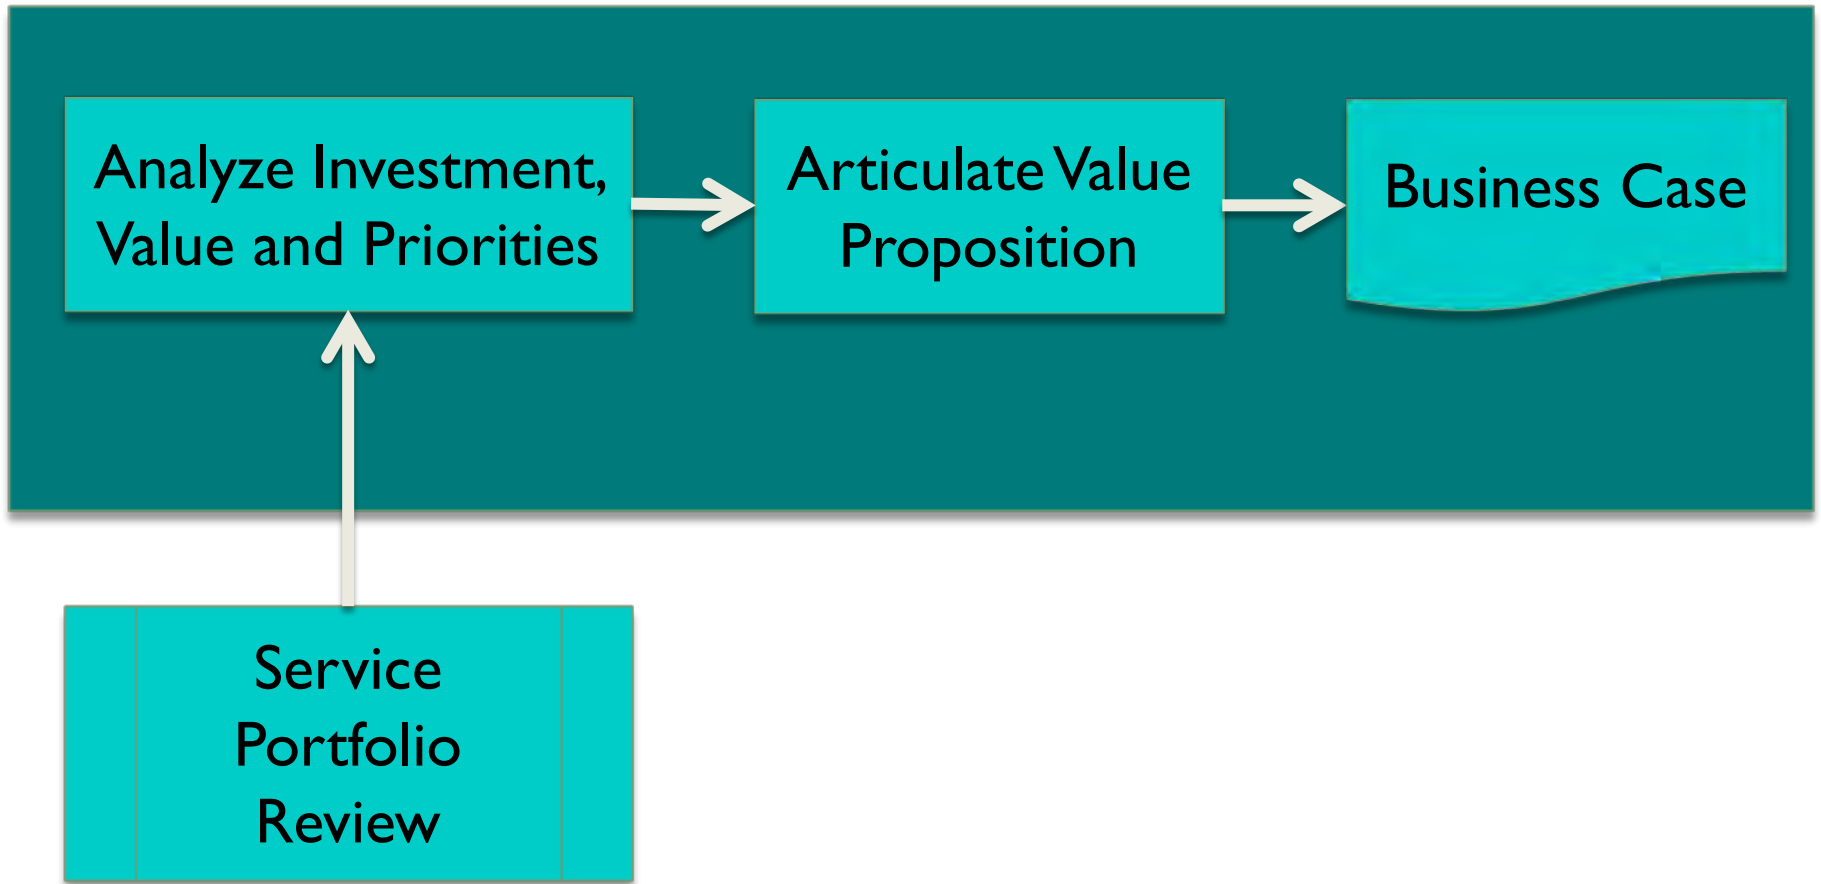 Analyze Investment,
Value and Priorities
Articulate Value
Proposition
Business Case
Service
Portfolio
Review